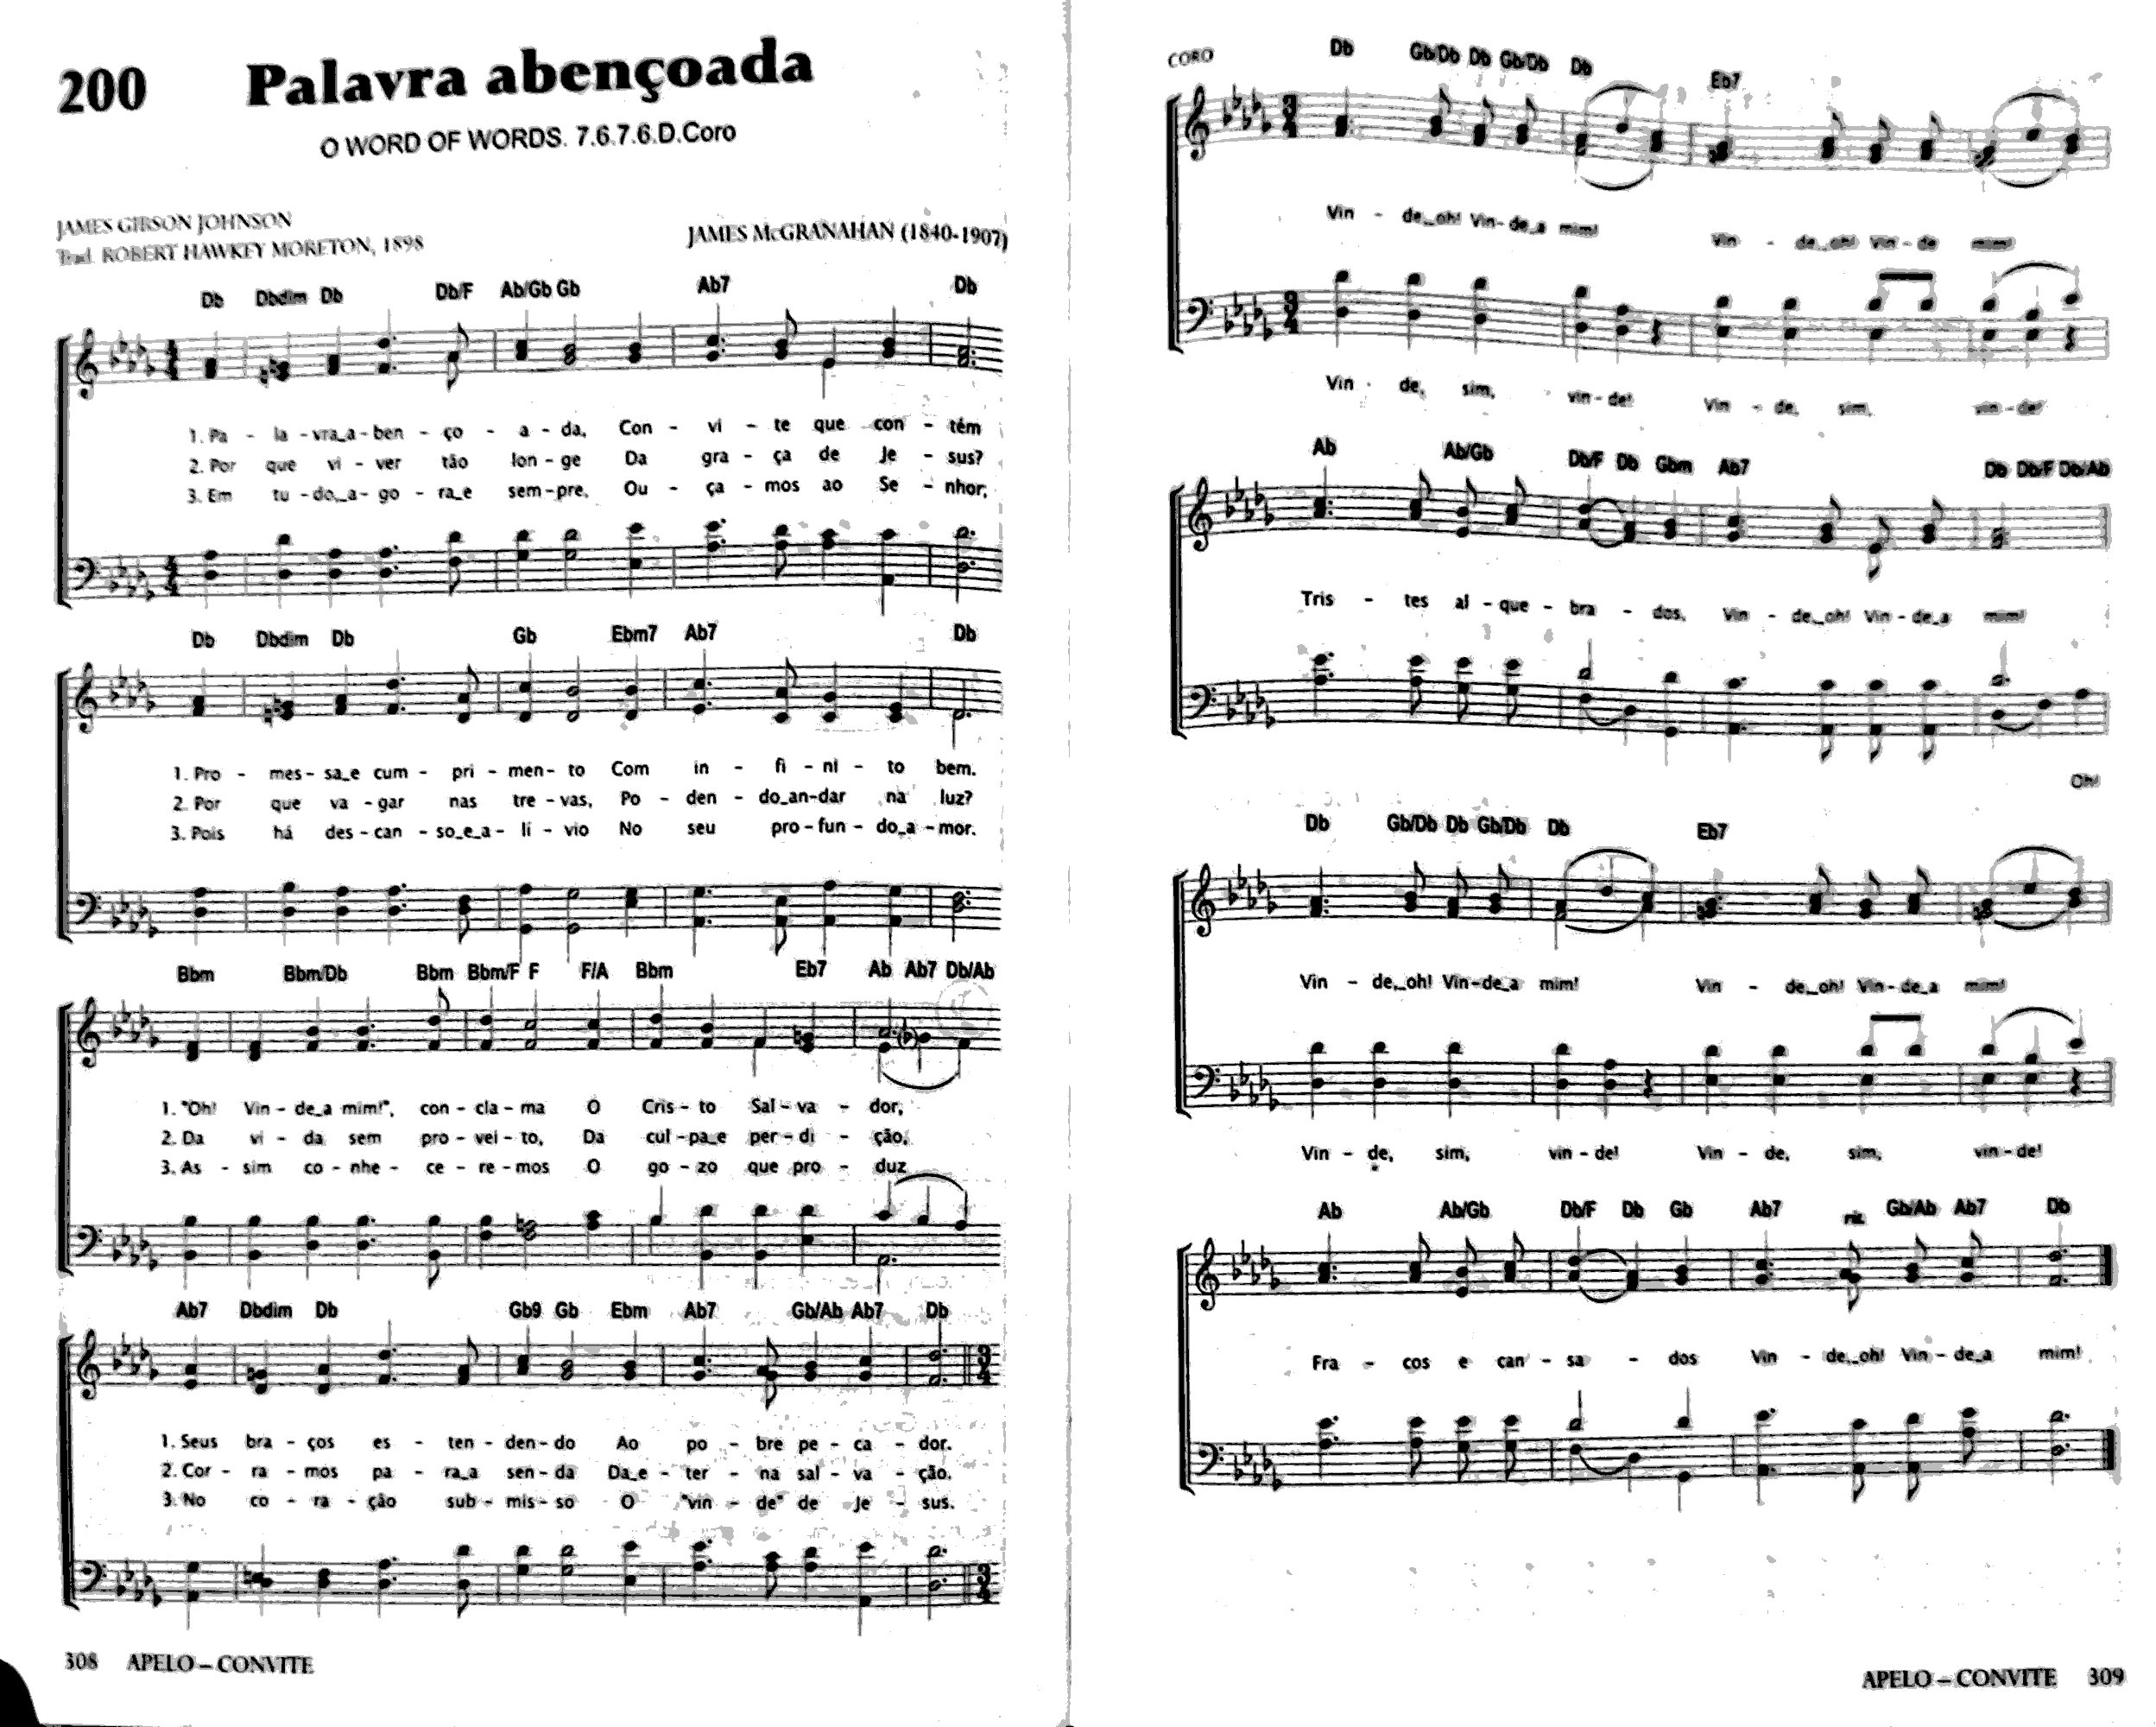 200 Palavra abençoada
O WORD OF WORDS. 7.6.7.6.D.Coro
JAMES GIBSON JOHNSON
Trad. ROBERT HAWKEY MORETON, 1898
JAMES McGRANAHAN (1840-1907)
Db Dbdim Db Db/F Ab/Gb Gb Ab7 Db
1. Pa - la - vra_a - ben - ço - a - da, Con - vi - te que con - tém
2. Por que vi - ver tão lon - ge Da gra - ça de Je - sus?
3. Em tu - do_a - go - ra_e sem - pre, Ou - ça - mos ao Se - nhor,
Db Dbdim Db Gb Ebm7 Ab7 Db
1. Pro - mes - sa_e cum - pri - men - to Com in - fi - ni - to bem.
2. Por que va - gar nas tre - vas, Po - den - do_an - dar na luz?
3. Pois há des - can - so_e_a - lí - vio No seu pro - fun - do_a - mor.
Bbm Bbm/Db Bbm Bbm/F F F/A Bbm Eb7 Ab Ab7 Db/Ab
1. "Oh! Vin - de_a mim!", con - cla - ma O Cris - to Sal - va - dor,
2. Da vi - da sem pro - vei - to, Da cul - pa_e per - di - ção,
3. As - sim co - nhe - ce - re - mos O go - zo que pro - duz
Ab7 Dbdim Db Gb9 Gb Ebm Ab7 Gb/Ab Ab7 Db
1. Seus bra - ços es - ten - den - do Ao po - bre pe - ca - dor.
2. Cor - ra - mos pa - ra_a sen - da Da_e - ter - na sal - va - ção.
3. No co - ra - ção sub - mis - so O "vin - de" de Je - sus.
308 APELO – CONVITE
CORO
Db Gb/Db Db Gb/Db Db Eb7
Vin - de,_oh! Vin - de_a mim! Vin - de,_oh! Vin - de mim!
Vin - de, sim, vin - de! Vin - de, sim, vin - de!
Ab Ab/Gb Db/F Db Gbm Ab7 Db Db/F Db/Ab
Tris - tes al - que - bra - dos, Vin - de,_oh! Vin - de_a mim!
Oh!
Db Gb/Db Db Gb/Db Db Eb7
Vin - de,_oh! Vin - de_a mim! Vin - de,_oh! Vin - de_a mim!
Vin - de, sim, vin - de! Vin - de, sim, vin - de!
Ab Ab/Gb Db/F Db Gb Ab7 rit. Gb/Ab Ab7 Db
Fra - cos e can - sa - dos Vin - de,_oh! Vin - de_a mim!
APELO – CONVITE 309